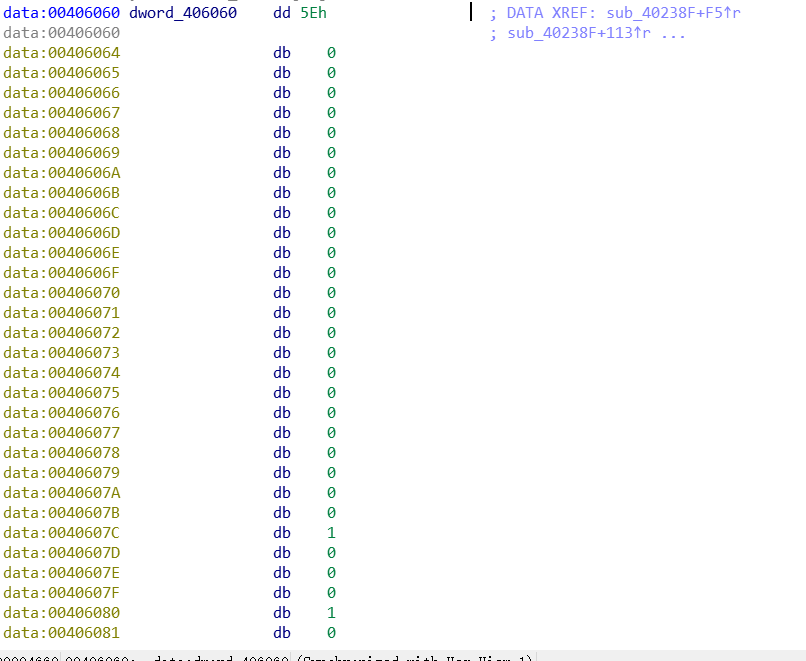 data:00406060 dword_406060 dd 5Eh ; DATA XREF: sub_40238F+F5↑r
data:00406060 ; sub_40238F+113↑r ...
data:00406064 db 0
data:00406065 db 0
data:00406066 db 0
data:00406067 db 0
data:00406068 db 0
data:00406069 db 0
data:0040606A db 0
data:0040606B db 0
data:0040606C db 0
data:0040606D db 0
data:0040606E db 0
data:0040606F db 0
data:00406070 db 0
data:00406071 db 0
data:00406072 db 0
data:00406073 db 0
data:00406074 db 0
data:00406075 db 0
data:00406076 db 0
data:00406077 db 0
data:00406078 db 0
data:00406079 db 0
data:0040607A db 0
data:0040607B db 0
data:0040607C db 1
data:0040607D db 0
data:0040607E db 0
data:0040607F db 0
data:00406080 db 1
data:00406081 db 0